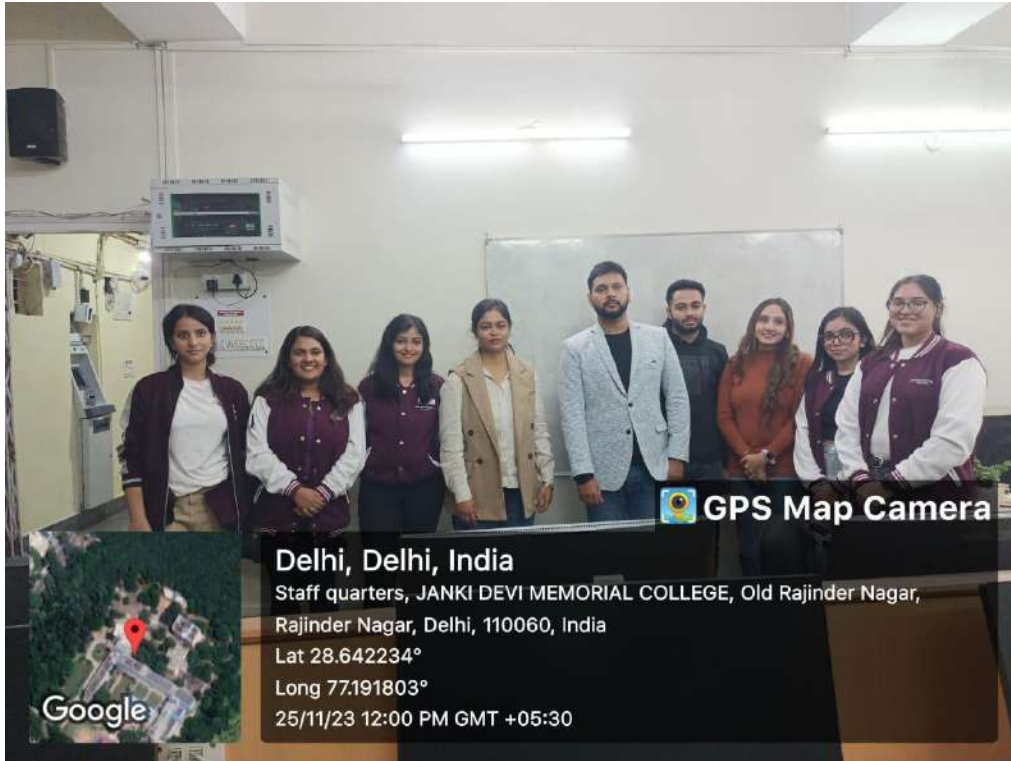 GPS Map Camera
Delhi, Delhi, India
Staff quarters, JANKI DEVI MEMORIAL COLLEGE, Old Rajinder Nagar,
Rajinder Nagar, Delhi, 110060, India
Lat 28.642234°
Long 77.191803°
25/11/23 12:00 PM GMT +05:30
Google